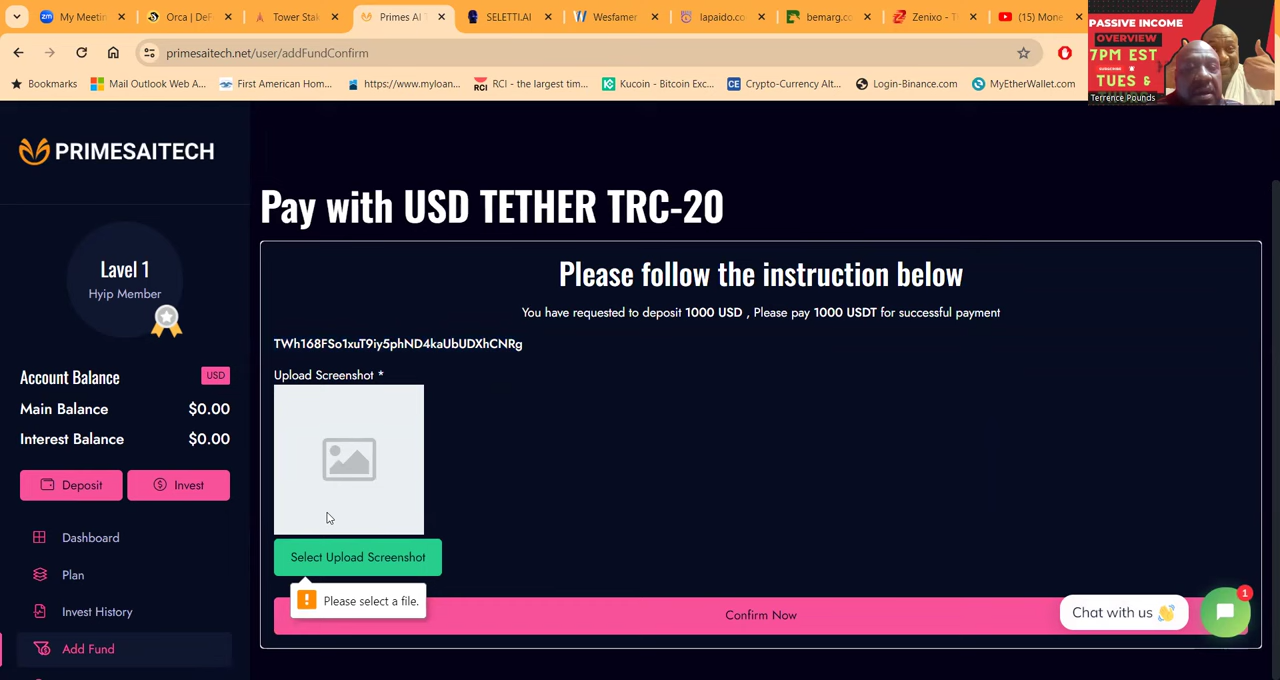 My Meetin
Orca | DeF
Tower Stak
Primes AI T
SELETTI.AI
Wesfamer
lapaido.co
bemarg.co
Zenixo - T
(15) Mone
primesaitech.net/user/addFundConfirm
Bookmarks
Mail Outlook Web A...
First American Hom...
https://www.myloan...
RCI
RCI - the largest tim...
Kucoin - Bitcoin Exc...
CE
Crypto-Currency Alt...
Login-Binance.com
MyEtherWallet.com
PASSIVE INCOME
OVERVIEW
7PM EST
TUES &
Terrence Pounds
PRIMESAITECH
Lavel 1
Hyip Member
Account Balance USD
Main Balance $0.00
Interest Balance $0.00
Deposit
Invest
Dashboard
Plan
Invest History
Add Fund
Pay with USD TETHER TRC-20
Please follow the instruction below
You have requested to deposit 1000 USD , Please pay 1000 USDT for successful payment
TWh168FSo1xuT9iy5phND4kaUbUDXhCNRg
Upload Screenshot *
Select Upload Screenshot
Please select a file.
Confirm Now
Chat with us 👋
1